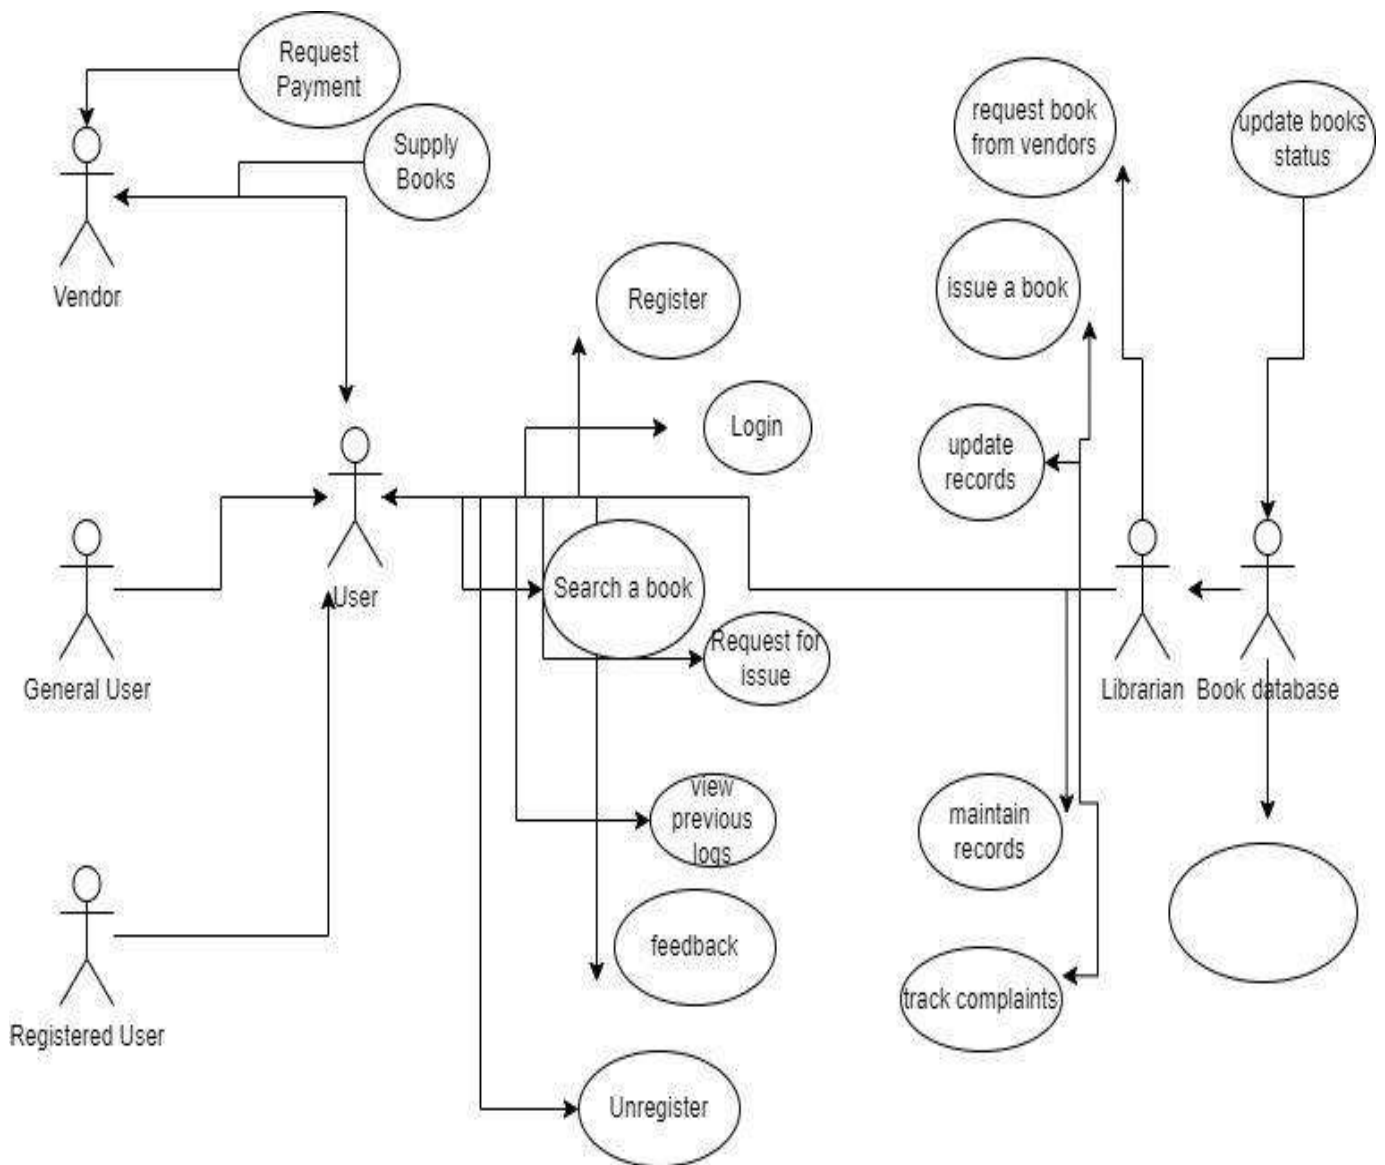 Request
Payment
Supply
Books
Vendor
request book
from vendors
update books
status
issue a book
Register
Login
update
records
User
Search a book
Request for
issue
General User
Librarian
Book database
view
previous
logs
maintain
records
feedback
track complaints
Registered User
Unregister